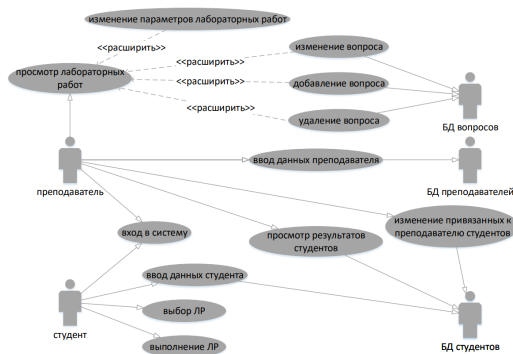 изменение параметров лабораторных работ
<<расширить>>
изменение вопроса
<<расширить>>
просмотр лабораторных
работ
<<расширить>>
добавление вопроса
<<расширить>>
удаление вопроса
БД вопросов
ввод данных преподавателя
преподаватель
БД преподавателей
вход в систему
просмотр результатов
студентов
изменение привязанных к
преподавателю студентов
ввод данных студента
выбор ЛР
студент
выполнение ЛР
БД студентов